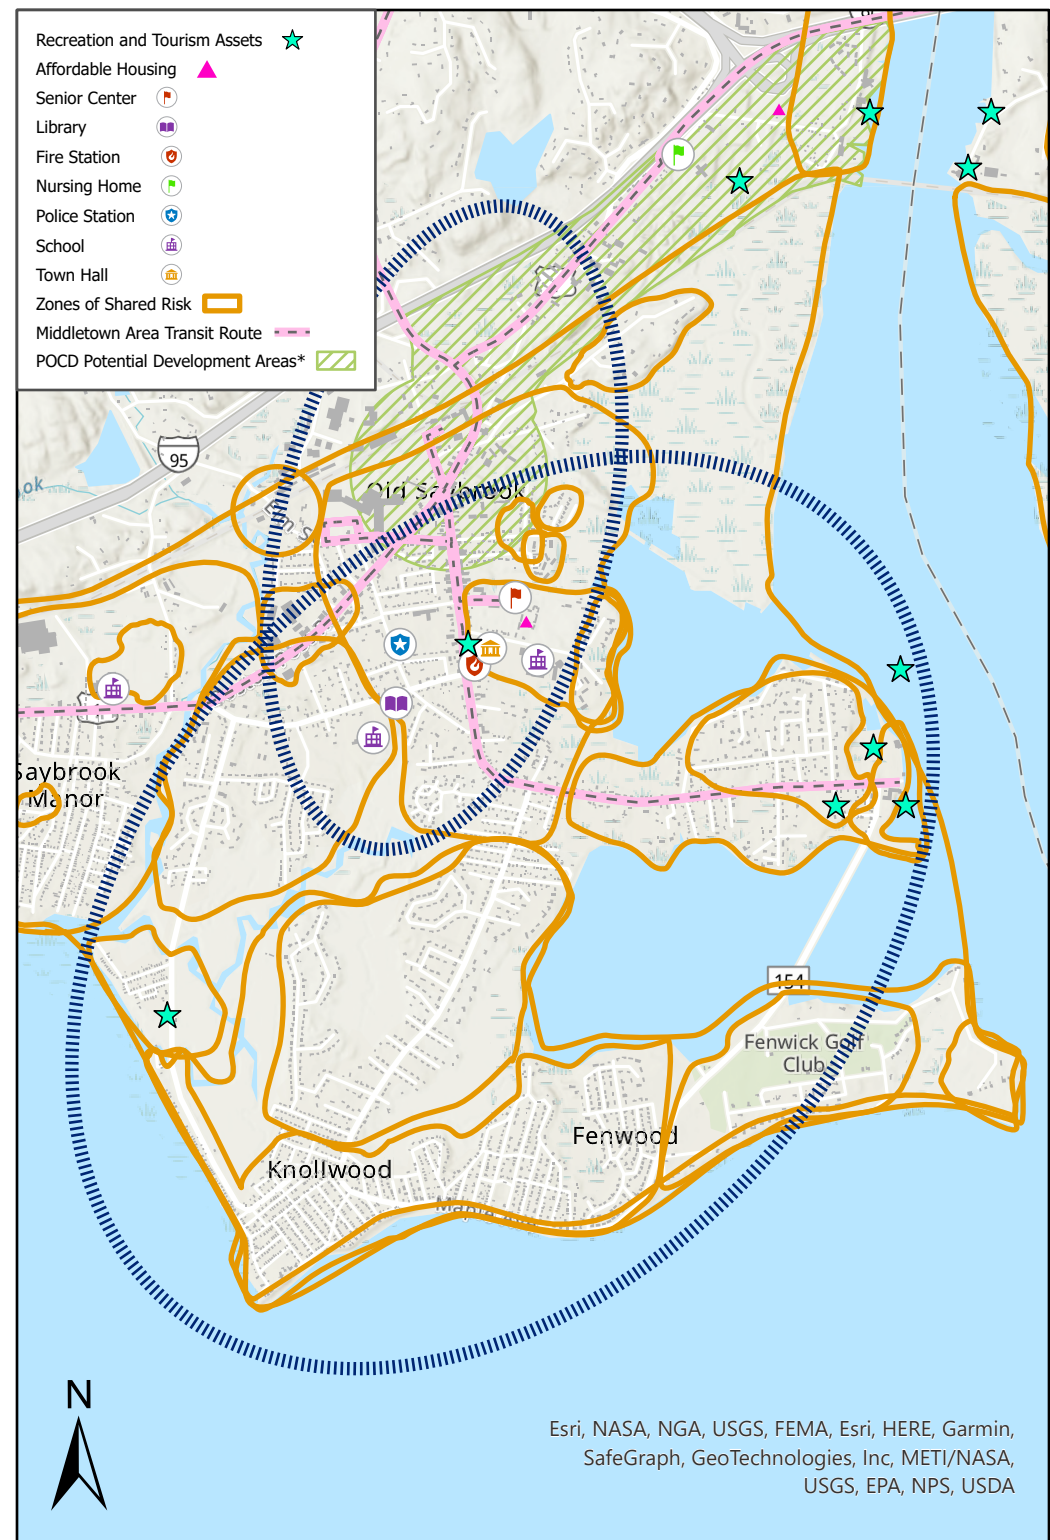 Recreation and Tourism Assets
Affordable Housing
Senior Center
Library
Fire Station
Nursing Home
Police Station
School
Town Hall
Zones of Shared Risk
Middletown Area Transit Route
POCD Potential Development Areas*
95
Old Saybrook
Elm S
Saybrook
Manor
154
Fenwick Golf
Club
Fenwood
Knollwood
Maple Ave
N
Esri, NASA, NGA, USGS, FEMA, Esri, HERE, Garmin,
SafeGraph, GeoTechnologies, Inc, METI/NASA,
USGS, EPA, NPS, USDA